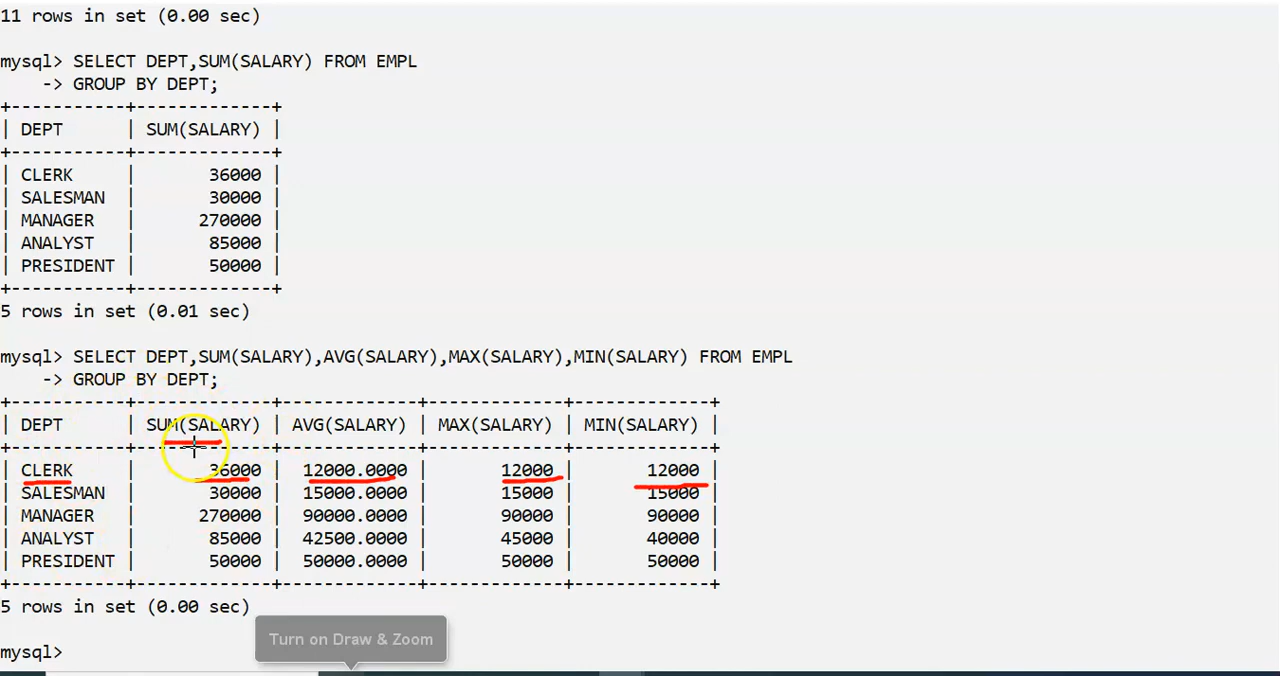 11 rows in set (0.00 sec)
mysql> SELECT DEPT,SUM(SALARY) FROM EMPL
    -> GROUP BY DEPT;
+-----------+-------------+
| DEPT      | SUM(SALARY) |
+-----------+-------------+
| CLERK     |       36000 |
| SALESMAN  |       30000 |
| MANAGER   |      270000 |
| ANALYST   |       85000 |
| PRESIDENT |       50000 |
+-----------+-------------+
5 rows in set (0.01 sec)
mysql> SELECT DEPT,SUM(SALARY),AVG(SALARY),MAX(SALARY),MIN(SALARY) FROM EMPL
    -> GROUP BY DEPT;
+-----------+-------------+-------------+-------------+-------------+
| DEPT      | SUM(SALARY) | AVG(SALARY) | MAX(SALARY) | MIN(SALARY) |
+-----------+-------------+-------------+-------------+-------------+
| CLERK     |       36000 |  12000.0000 |       12000 |       12000 |
| SALESMAN  |       30000 |  15000.0000 |       15000 |       15000 |
| MANAGER   |      270000 |  90000.0000 |       90000 |       90000 |
| ANALYST   |       85000 |  42500.0000 |       45000 |       40000 |
| PRESIDENT |       50000 |  50000.0000 |       50000 |       50000 |
+-----------+-------------+-------------+-------------+-------------+
5 rows in set (0.00 sec)
Turn on Draw & Zoom
mysql>